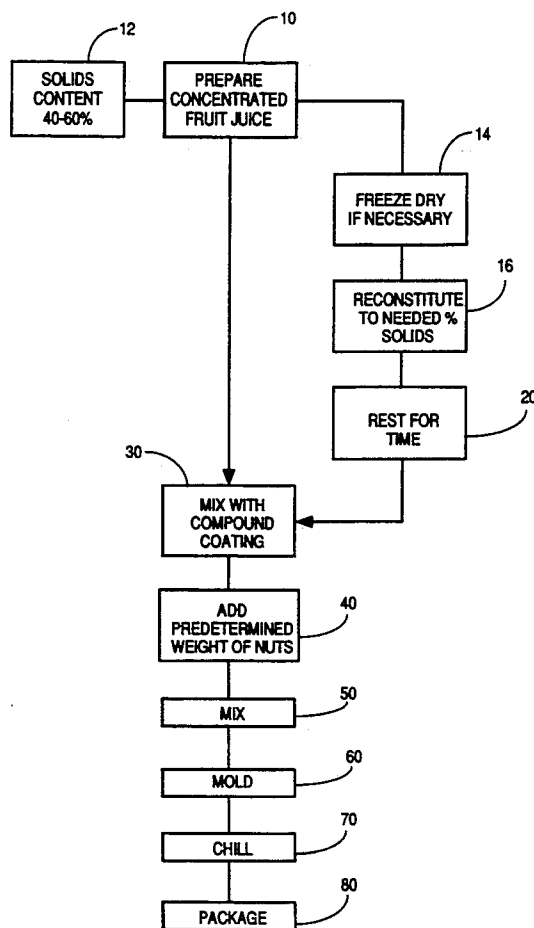 12
10
SOLIDS
CONTENT
40-60%
PREPARE
CONCENTRATED
FRUIT JUICE
14
FREEZE DRY
IF NECESSARY
16
RECONSTITUTE
TO NEEDED %
SOLIDS
20
REST FOR
TIME
30
MIX WITH
COMPOUND
COATING
40
ADD
PREDETERMINED
WEIGHT OF NUTS
50
MIX
60
MOLD
70
CHILL
80
PACKAGE